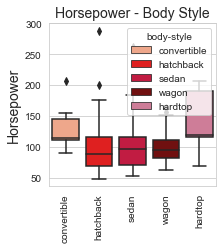 Horsepower - Body Style
Horsepower
300
250
200
150
100
50
body-style
convertible
hatchback
sedan
wagon
hardtop
convertible
hatchback
sedan
wagon
hardtop